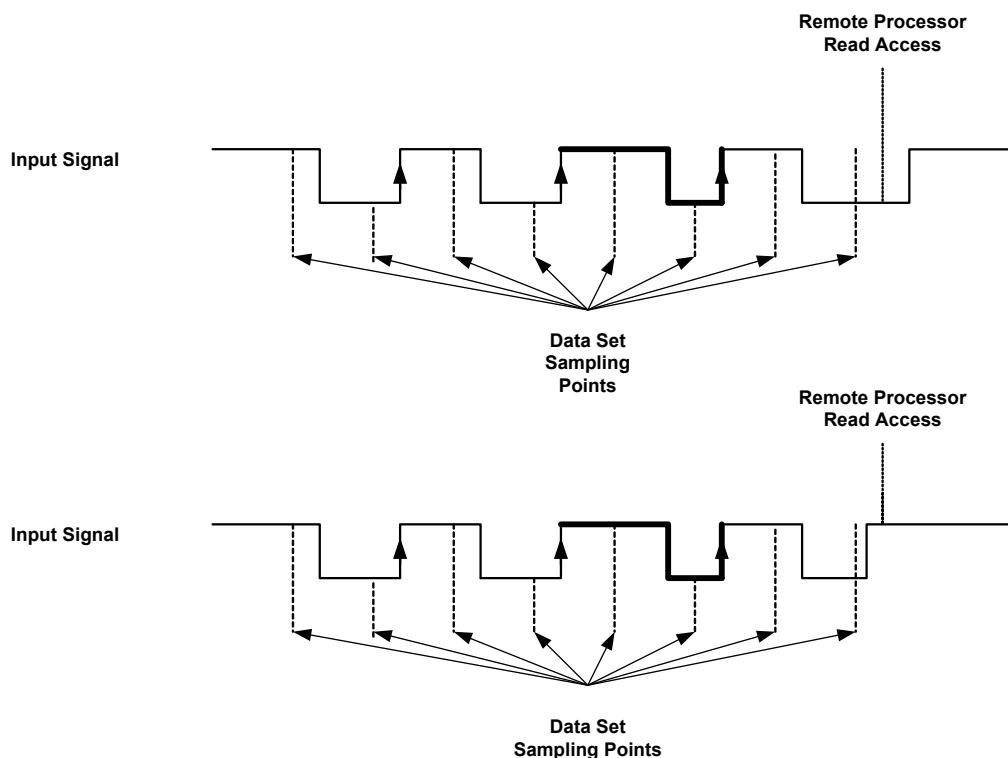 Remote Processor
Read Access
Input Signal
Data Set
Sampling
Points
Remote Processor
Read Access
Input Signal
Data Set
Sampling Points